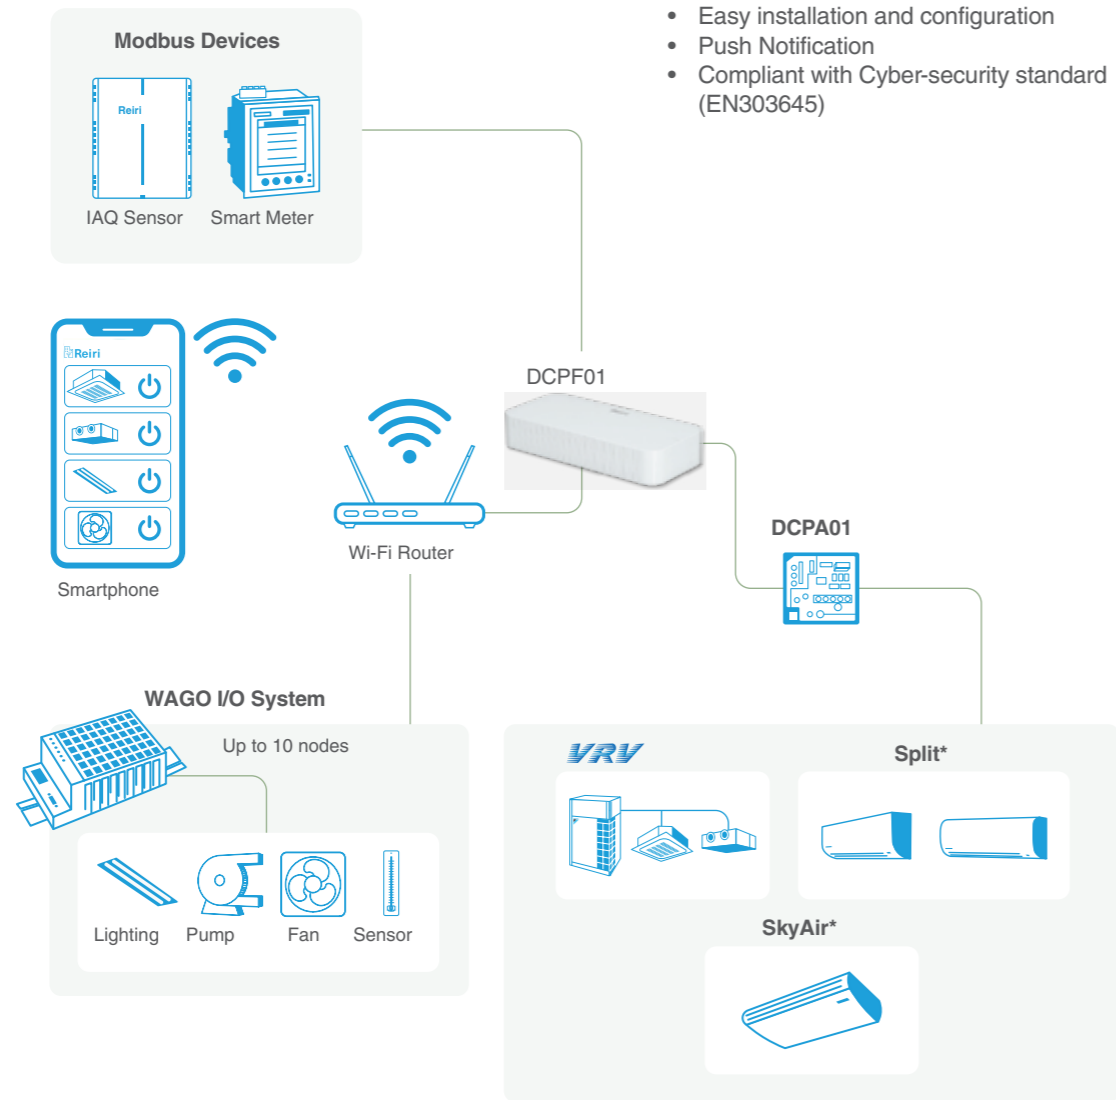 • Easy installation and configuration
• Push Notification
• Compliant with Cyber-security standard
(EN303645)
Modbus Devices
Reiri
IAQ Sensor
Smart Meter
Reiri
Smartphone
DCPF01
Wi-Fi Router
DCPA01
WAGO I/O System
Up to 10 nodes
Lighting
Pump
Fan
Sensor
VRV
Split*
SkyAir*